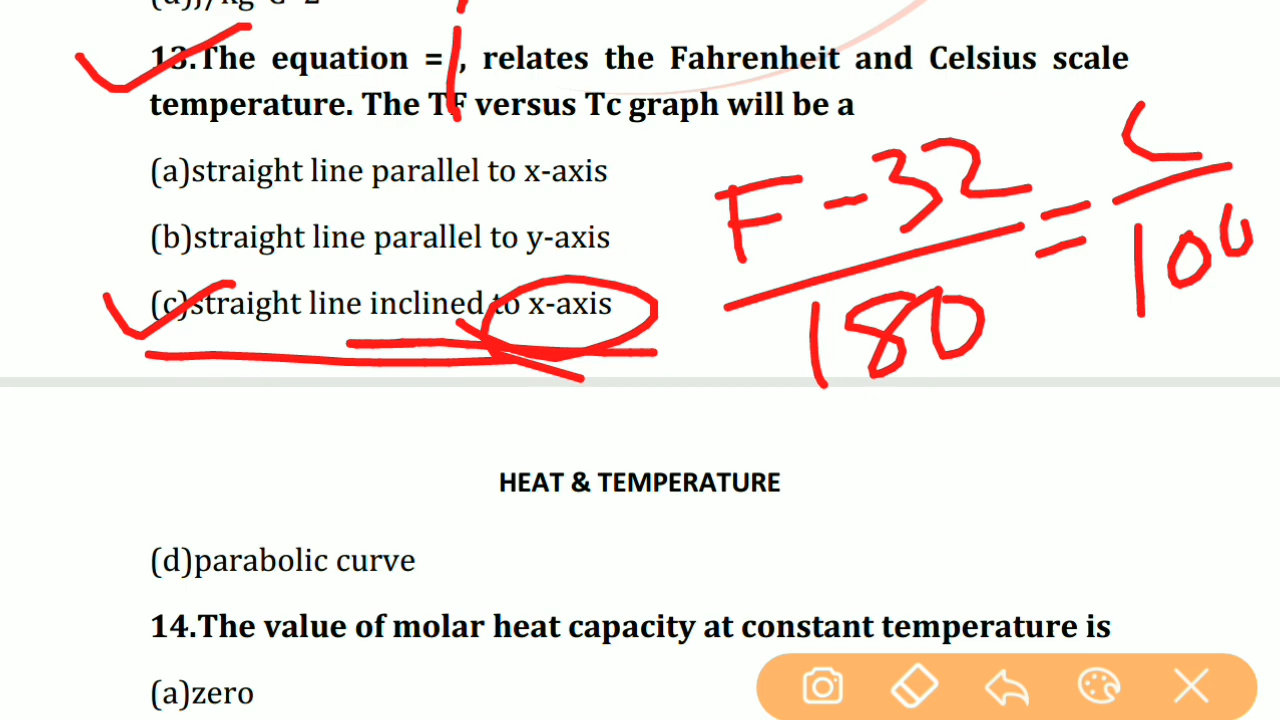 13.The equation = , relates the Fahrenheit and Celsius scale
temperature. The TF versus Tc graph will be a
(a)straight line parallel to x-axis
(b)straight line parallel to y-axis
(c)straight line inclined to x-axis
F - 32 = C
180 100
HEAT & TEMPERATURE
(d)parabolic curve
14.The value of molar heat capacity at constant temperature is
(a)zero